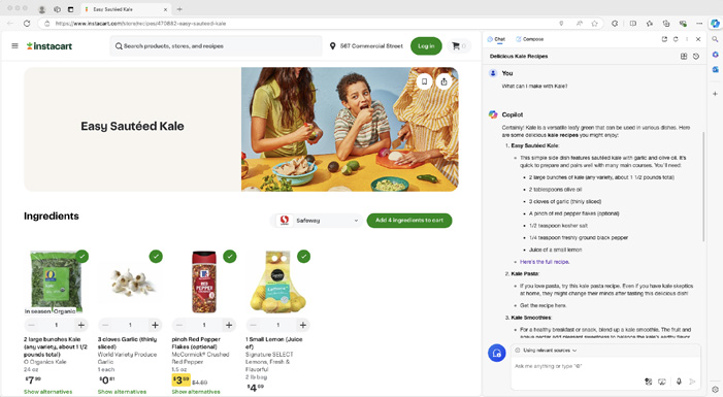 Easy Sautéed Kale
https://www.instacart.com/store/recipes/470862-easy-sautéed-kale
instacart
Search products, stores, and recipes
567 Commercial Street
Log in
0
Easy Sautéed Kale
Ingredients
Safeway
Add 4 ingredients to cart
In season Organic
1
2 large bunches Kale
(any variety, about 1 1/2
pounds total)
O Organics Kale
24 oz
Show alternatives
1
3 cloves Garlic (thinly
sliced)
World Variety Produce
Garlic
1 each
Show alternatives
McCormick
RED
PEPPER
1
pinch Red Pepper
Flakes (optional)
McCormick® Crushed
Red Pepper
1.5 oz
$3
$4.69
Show alternatives
1
1 Small Lemon (Juice
of)
Signature SELECT
Lemons, Fresh &
Flavorful
2 lb bag
Chat
Compose
Delicious Kale Recipes
You
What can I make with Kale?
Copilot
Certainly! Kale is a versatile leafy green that can be used in various dishes. Here
are some delicious kale recipes you might enjoy:
1. Easy Sautéed Kale:
This simple side dish features sautéed kale with garlic and olive oil. It's
quick to prepare and pairs well with many main courses. You'll need:
2 large bunches of kale (any variety, about 1 1/2 pounds total)
2 tablespoons olive oil
3 cloves of garlic (thinly sliced)
A pinch of red pepper flakes (optional)
1/2 teaspoon kosher salt
1/4 teaspoon freshly ground black pepper
Juice of a small lemon
Here's the full recipe.
2. Kale Pasta:
If you love pasta, try this kale pasta recipe. Even if you have kale skeptics
at home, they might change their minds after tasting this delicious dish!
Get the recipe here.
3. Kale Smoothies:
For a healthy breakfast or snack, blend up a kale smoothie. The fruit and
Using relevant sources
Ask me anything or type "@"